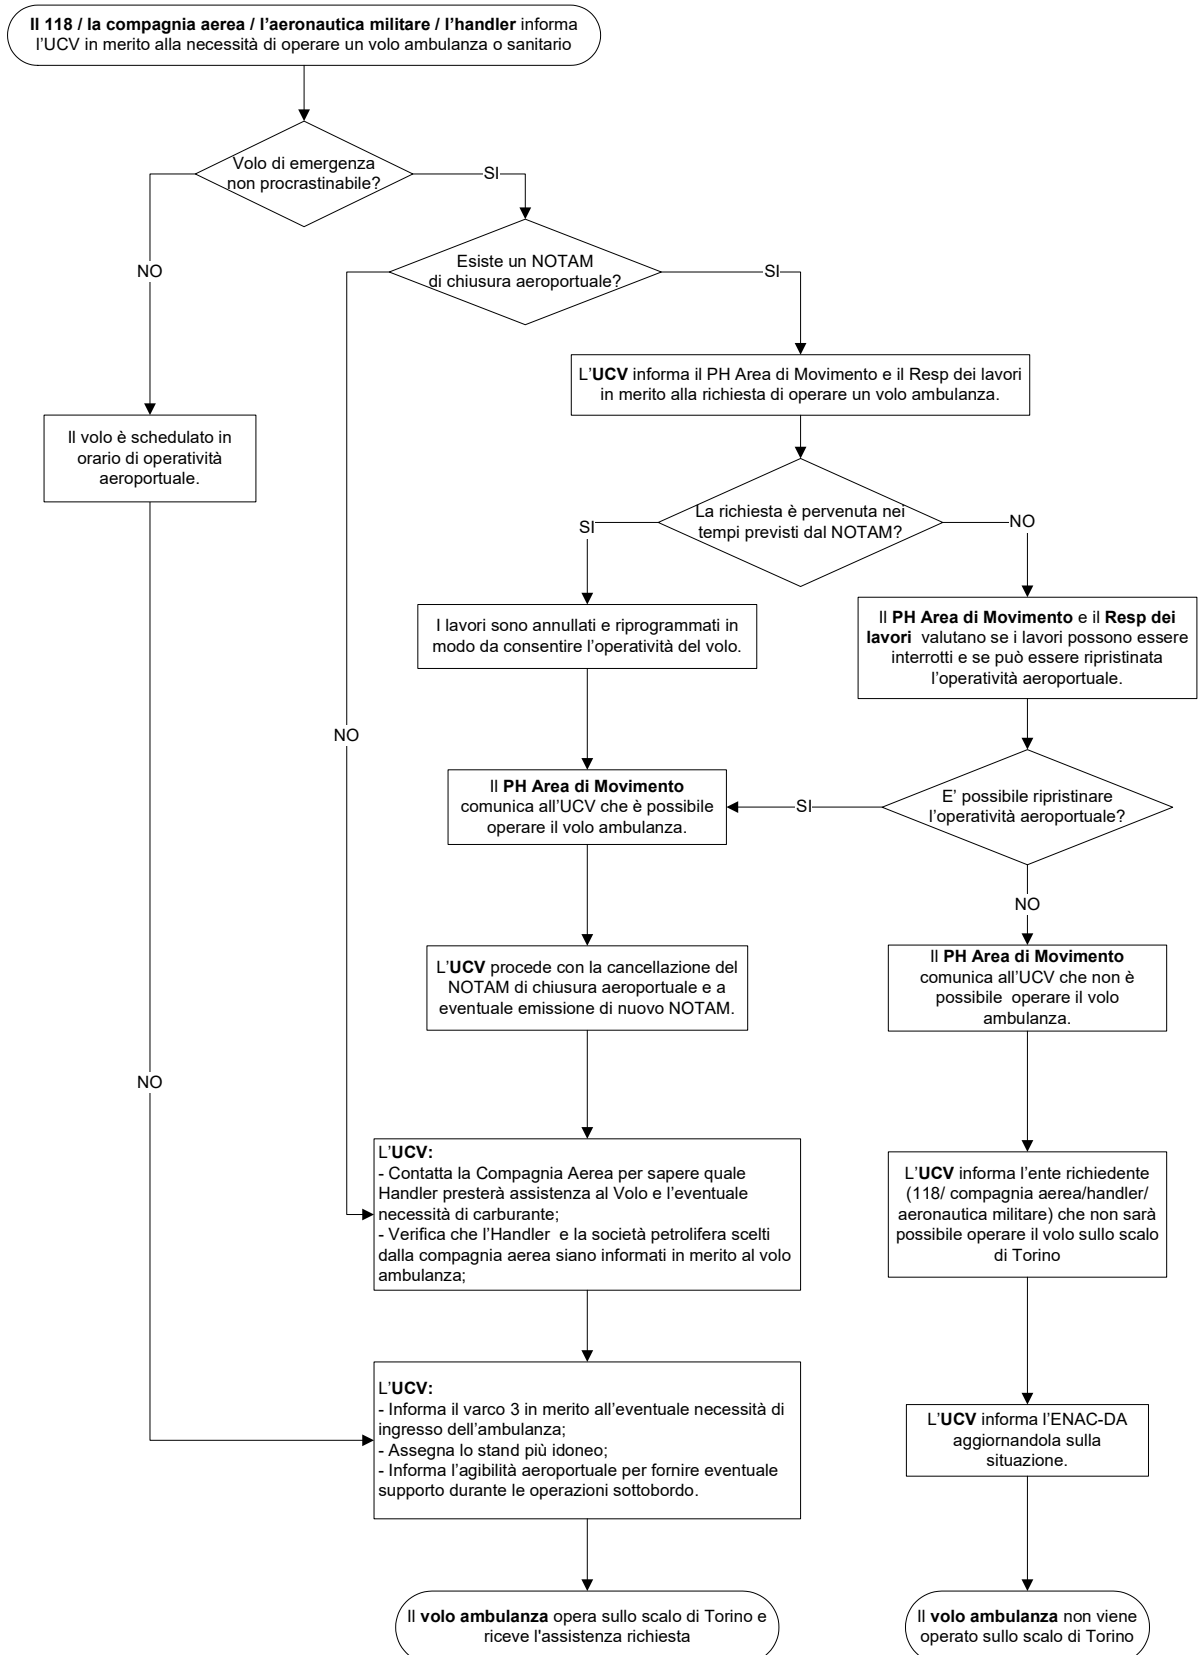 Il 118 / la compagnia aerea / l'aeronautica militare / l'handler informa
l'UCV in merito alla necessità di operare un volo ambulanza o sanitario
Volo di emergenza
non procrastinabile?
SI
NO
Esiste un NOTAM
di chiusura aeroportuale?
SI
NO
L'UCV informa il PH Area di Movimento e il Resp dei lavori
in merito alla richiesta di operare un volo ambulanza.
Il volo è schedulato in
orario di operatività
aeroportuale.
La richiesta è pervenuta nei
tempi previsti dal NOTAM?
SI
NO
I lavori sono annullati e riprogrammati in
modo da consentire l'operatività del volo.
Il PH Area di Movimento e il Resp dei
lavori valutano se i lavori possono essere
interrotti e se può essere ripristinata
l'operatività aeroportuale.
Il PH Area di Movimento
comunica all'UCV che è possibile
operare il volo ambulanza.
SI
E' possibile ripristinare
l'operatività aeroportuale?
NO
L'UCV procede con la cancellazione del
NOTAM di chiusura aeroportuale e a
eventuale emissione di nuovo NOTAM.
Il PH Area di Movimento
comunica all'UCV che non è
possibile operare il volo
ambulanza.
NO
L'UCV:
- Contatta la Compagnia Aerea per sapere quale
Handler presterà assistenza al Volo e l'eventuale
necessità di carburante;
- Verifica che l'Handler e la società petrolifera scelti
dalla compagnia aerea siano informati in merito al volo
ambulanza;
L'UCV informa l'ente richiedente
(118/ compagnia aerea/handler/
aeronautica militare) che non sarà
possibile operare il volo sullo scalo
di Torino
L'UCV:
- Informa il varco 3 in merito all'eventuale necessità di
ingresso dell'ambulanza;
- Assegna lo stand più idoneo;
- Informa l'agibilità aeroportuale per fornire eventuale
supporto durante le operazioni sottobordo.
L'UCV informa l'ENAC-DA
aggiornandola sulla
situazione.
Il volo ambulanza opera sullo scalo di Torino e
riceve l'assistenza richiesta
Il volo ambulanza non viene
operato sullo scalo di Torino